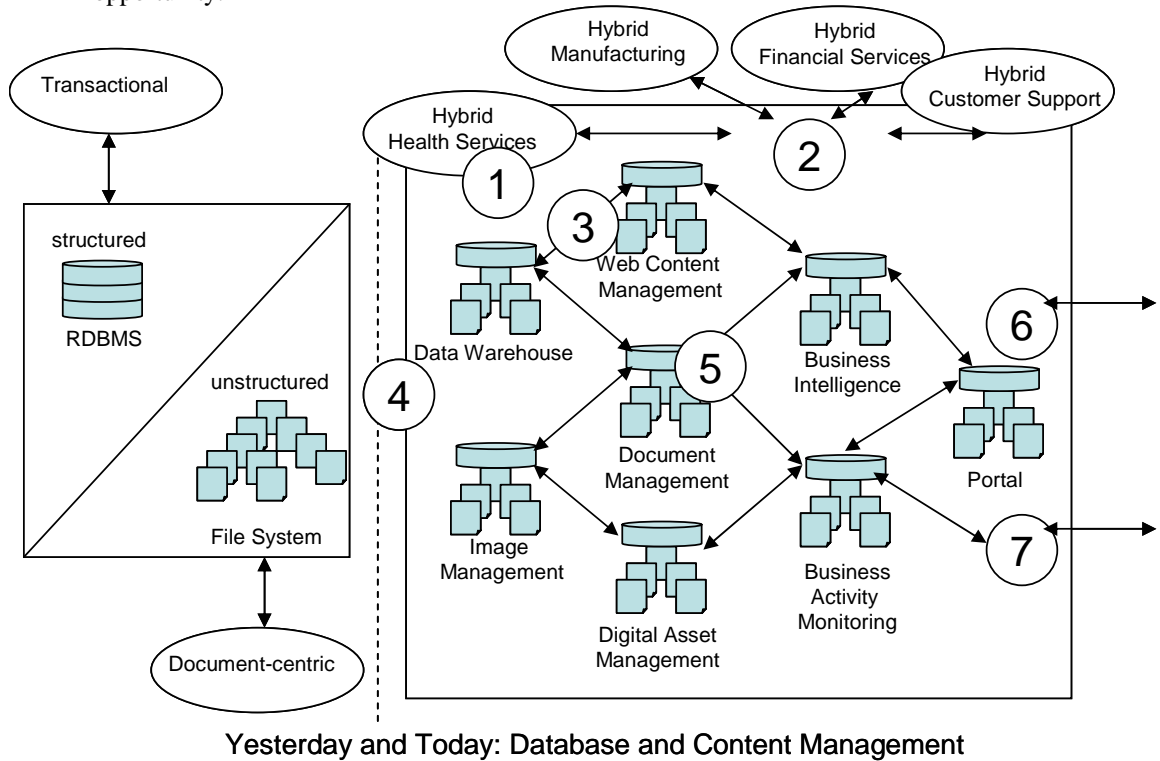 Transactional
structured
RDBMS
unstructured
File System
Document-centric
Hybrid
Manufacturing
Hybrid
Financial Services
Hybrid
Customer Support
Hybrid
Health Services
1
2
3
Web Content
Management
Data Warehouse
4
5
Business
Intelligence
6
Document
Management
Portal
Image
Management
7
Business
Activity
Monitoring
Digital Asset
Management
Yesterday and Today: Database and Content Management